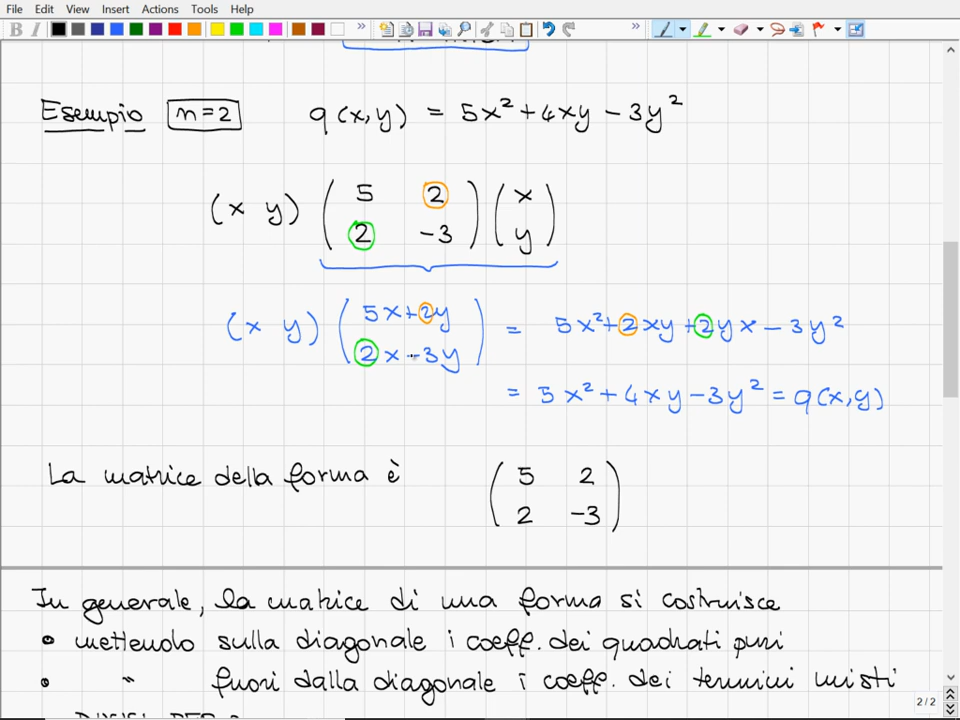 File Edit View Insert Actions Tools Help
B I
Esempio n=2 q(x,y) = 5x² + 4xy - 3y²
(x y) ( 5 2 ) ( x )
( 2 -3 ) ( y )
(x y) ( 5x+2y ) = 5x²+2xy+2yx-3y²
( 2x-3y )
= 5x²+4xy-3y² = q(x,y)
La matrice della forma è ( 5 2 )
( 2 -3 )
In generale, la matrice di una forma si costruisce
• mettendo sulla diagonale i coeff. dei quadrati puri
• " fuori dalla diagonale i coeff. dei termini misti
DIVISI PER 2
2/2